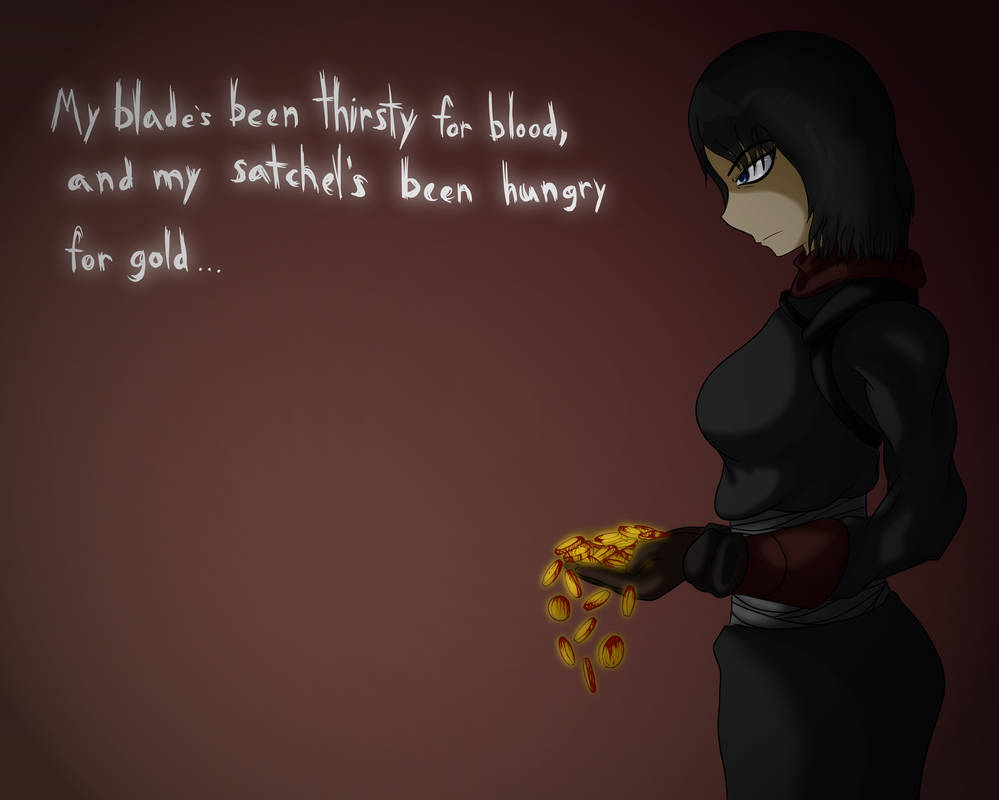 My blade's been thirsty for blood,
and my satchel's been hungry
for gold...